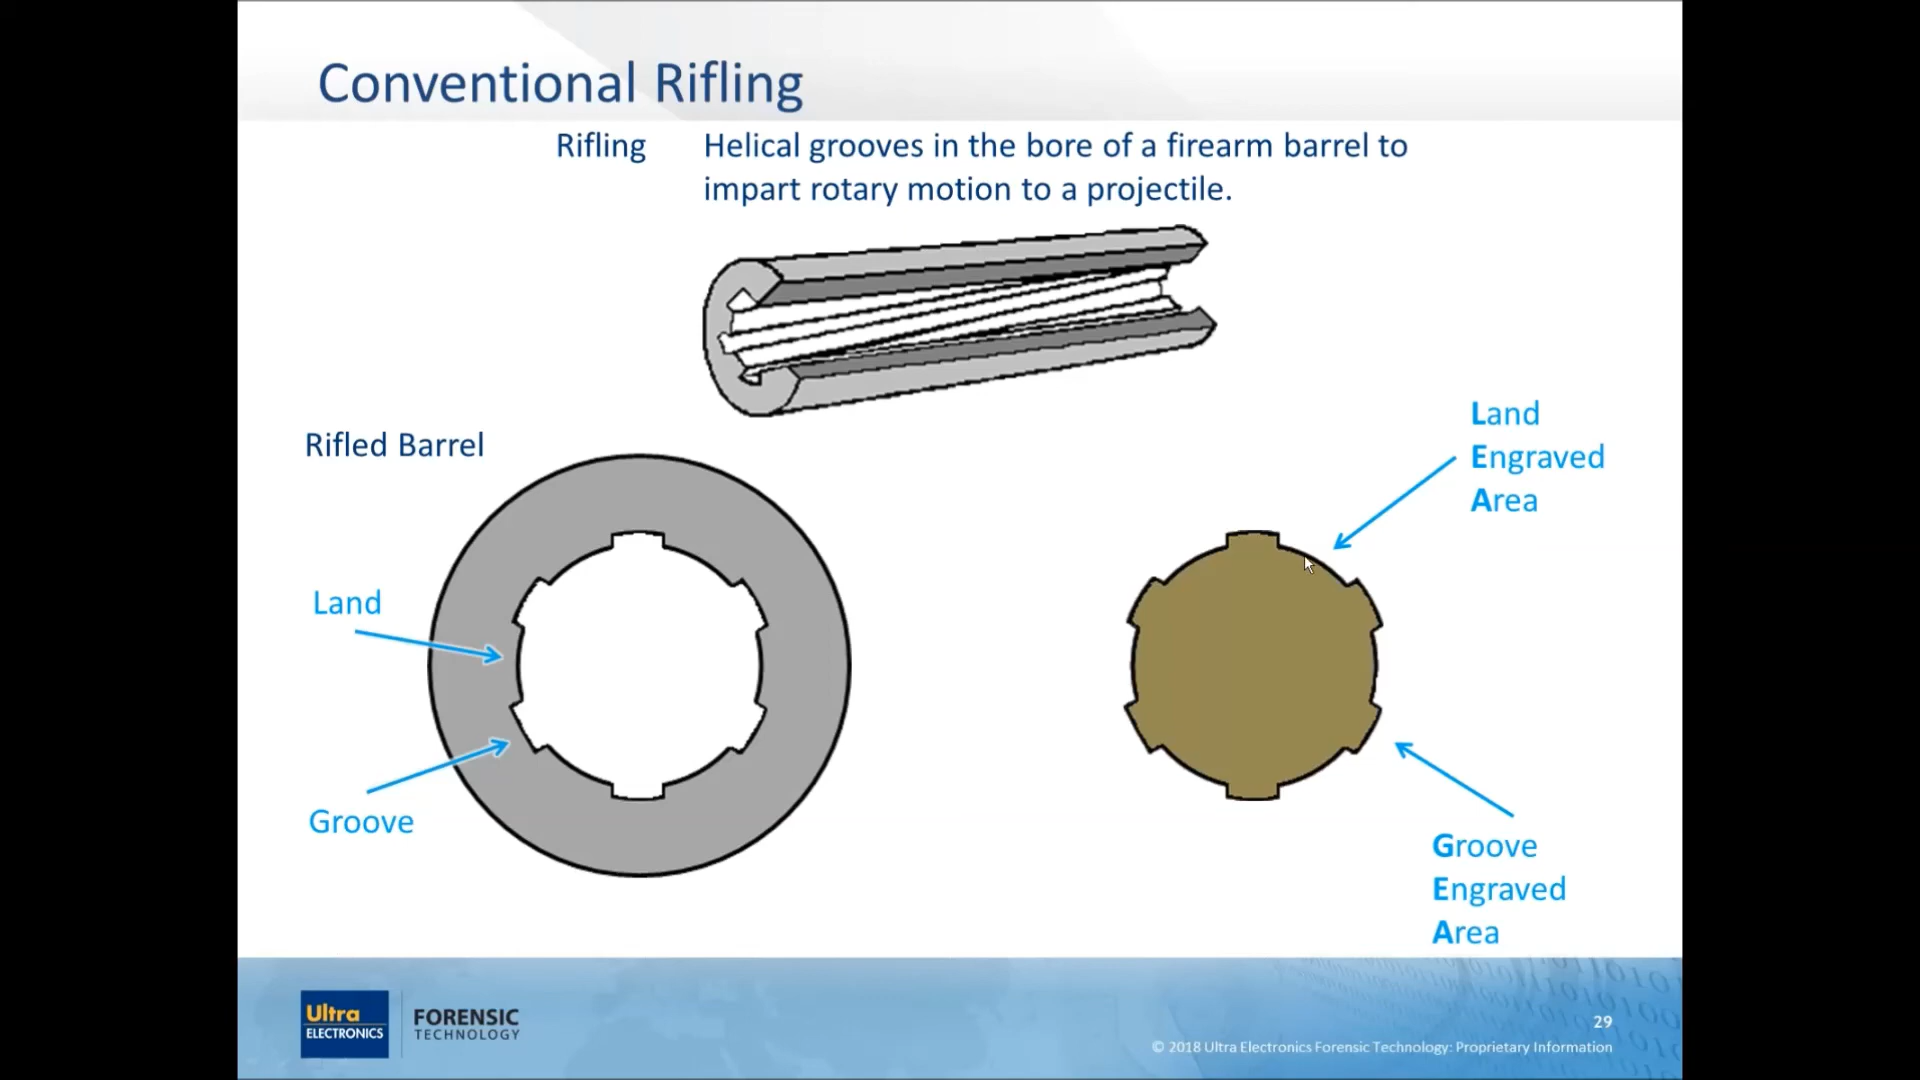 Conventional Rifling
Rifling Helical grooves in the bore of a firearm barrel to
impart rotary motion to a projectile.
Rifled Barrel
Land
Groove
Land
Engraved
Area
Groove
Engraved
Area
Ultra
ELECTRONICS
FORENSIC
TECHNOLOGY
29
© 2018 Ultra Electronics Forensic Technology: Proprietary Information